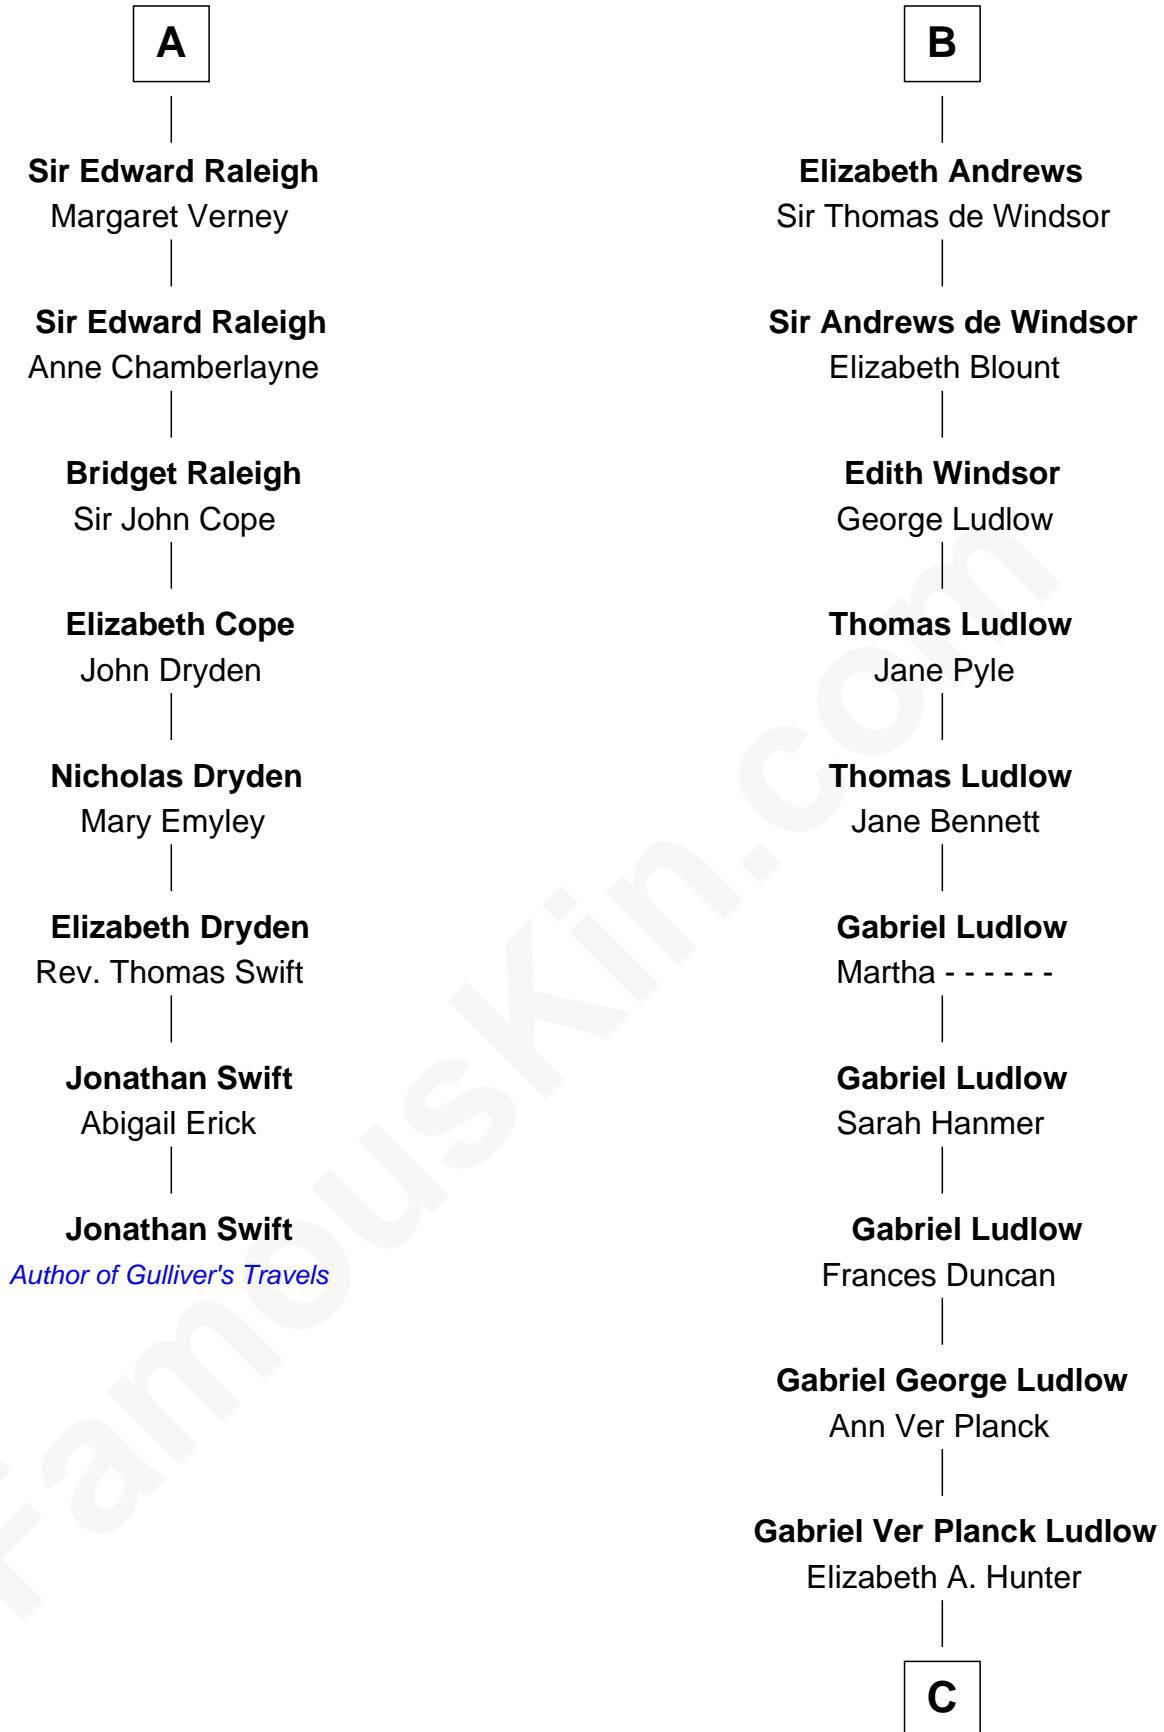 A
Sir Edward Raleigh
Margaret Verney
Sir Edward Raleigh
Anne Chamberlayne
Bridget Raleigh
Sir John Cope
Elizabeth Cope
John Dryden
Nicholas Dryden
Mary Emyley
Elizabeth Dryden
Rev. Thomas Swift
Jonathan Swift
Abigail Erick
Jonathan Swift
Author of Gulliver's Travels
B
Elizabeth Andrews
Sir Thomas de Windsor
Sir Andrews de Windsor
Elizabeth Blount
Edith Windsor
George Ludlow
Thomas Ludlow
Jane Pyle
Thomas Ludlow
Jane Bennett
Gabriel Ludlow
Martha - - - - - -
Gabriel Ludlow
Sarah Hanmer
Gabriel Ludlow
Frances Duncan
Gabriel George Ludlow
Ann Ver Planck
Gabriel Ver Planck Ludlow
Elizabeth A. Hunter
C
FamousKin.com